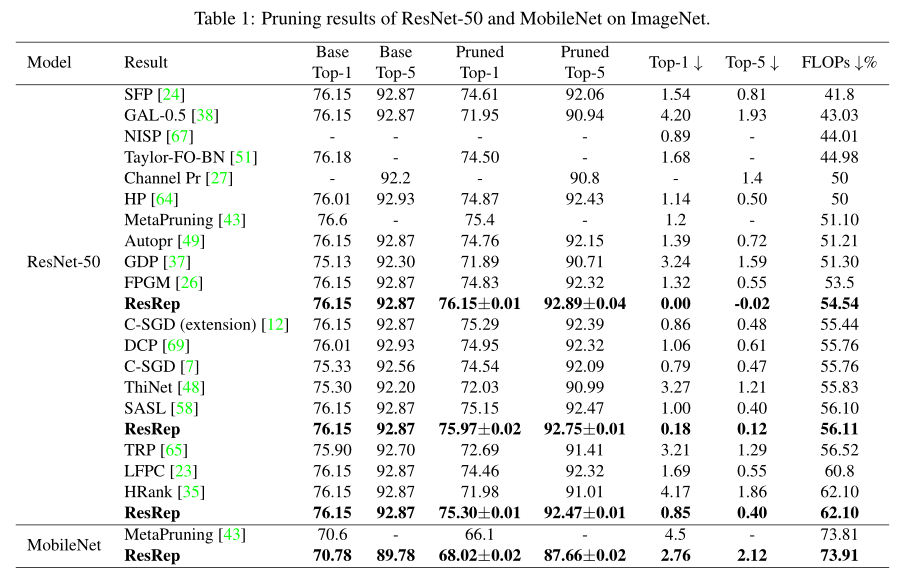 Table 1: Pruning results of ResNet-50 and MobileNet on ImageNet.
Model Result Base Top-1 Base Top-5 Pruned Top-1 Pruned Top-5 Top-1 ↓ Top-5 ↓ FLOPs ↓%
ResNet-50
SFP [24] 76.15 92.87 74.61 92.06 1.54 0.81 41.8
GAL-0.5 [38] 76.15 92.87 71.95 90.94 4.20 1.93 43.03
NISP [67] - - - - 0.89 - 44.01
Taylor-FO-BN [51] 76.18 - 74.50 - 1.68 - 44.98
Channel Pr [27] - 92.2 - 90.8 - 1.4 50
HP [64] 76.01 92.93 74.87 92.43 1.14 0.50 50
MetaPruning [43] 76.6 - 75.4 - 1.2 - 51.10
Autopr [49] 76.15 92.87 74.76 92.15 1.39 0.72 51.21
GDP [37] 75.13 92.30 71.89 90.71 3.24 1.59 51.30
FPGM [26] 76.15 92.87 74.83 92.32 1.32 0.55 53.5
ResRep 76.15 92.87 76.15±0.01 92.89±0.04 0.00 -0.02 54.54
C-SGD (extension) [12] 76.15 92.87 75.29 92.39 0.86 0.48 55.44
DCP [69] 76.01 92.93 74.95 92.32 1.06 0.61 55.76
C-SGD [7] 75.33 92.56 74.54 92.09 0.79 0.47 55.76
ThiNet [48] 75.30 92.20 72.03 90.99 3.27 1.21 55.83
SASL [58] 76.15 92.87 75.15 92.47 1.00 0.40 56.10
ResRep 76.15 92.87 75.97±0.02 92.75±0.01 0.18 0.12 56.11
TRP [65] 75.90 92.70 72.69 91.41 3.21 1.29 56.52
LFPC [23] 76.15 92.87 74.46 92.32 1.69 0.55 60.8
HRank [35] 76.15 92.87 71.98 91.01 4.17 1.86 62.10
ResRep 76.15 92.87 75.30±0.01 92.47±0.01 0.85 0.40 62.10
MobileNet
MetaPruning [43] 70.6 - 66.1 - 4.5 - 73.81
ResRep 70.78 89.78 68.02±0.02 87.66±0.02 2.76 2.12 73.91